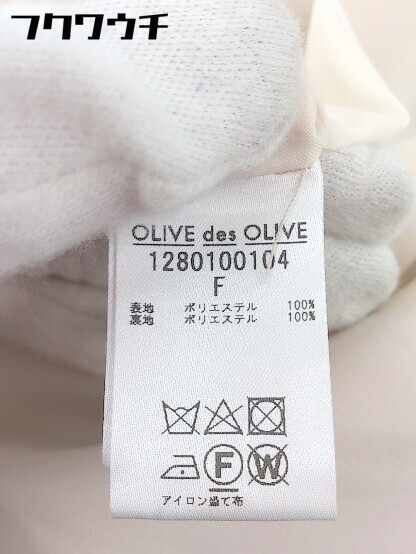 フクワウチ
OLIVE des OLIVE
1280100104
F
表地 ポリエステル 100%
裏地 ポリエステル 100%
F W
アイロン当て布